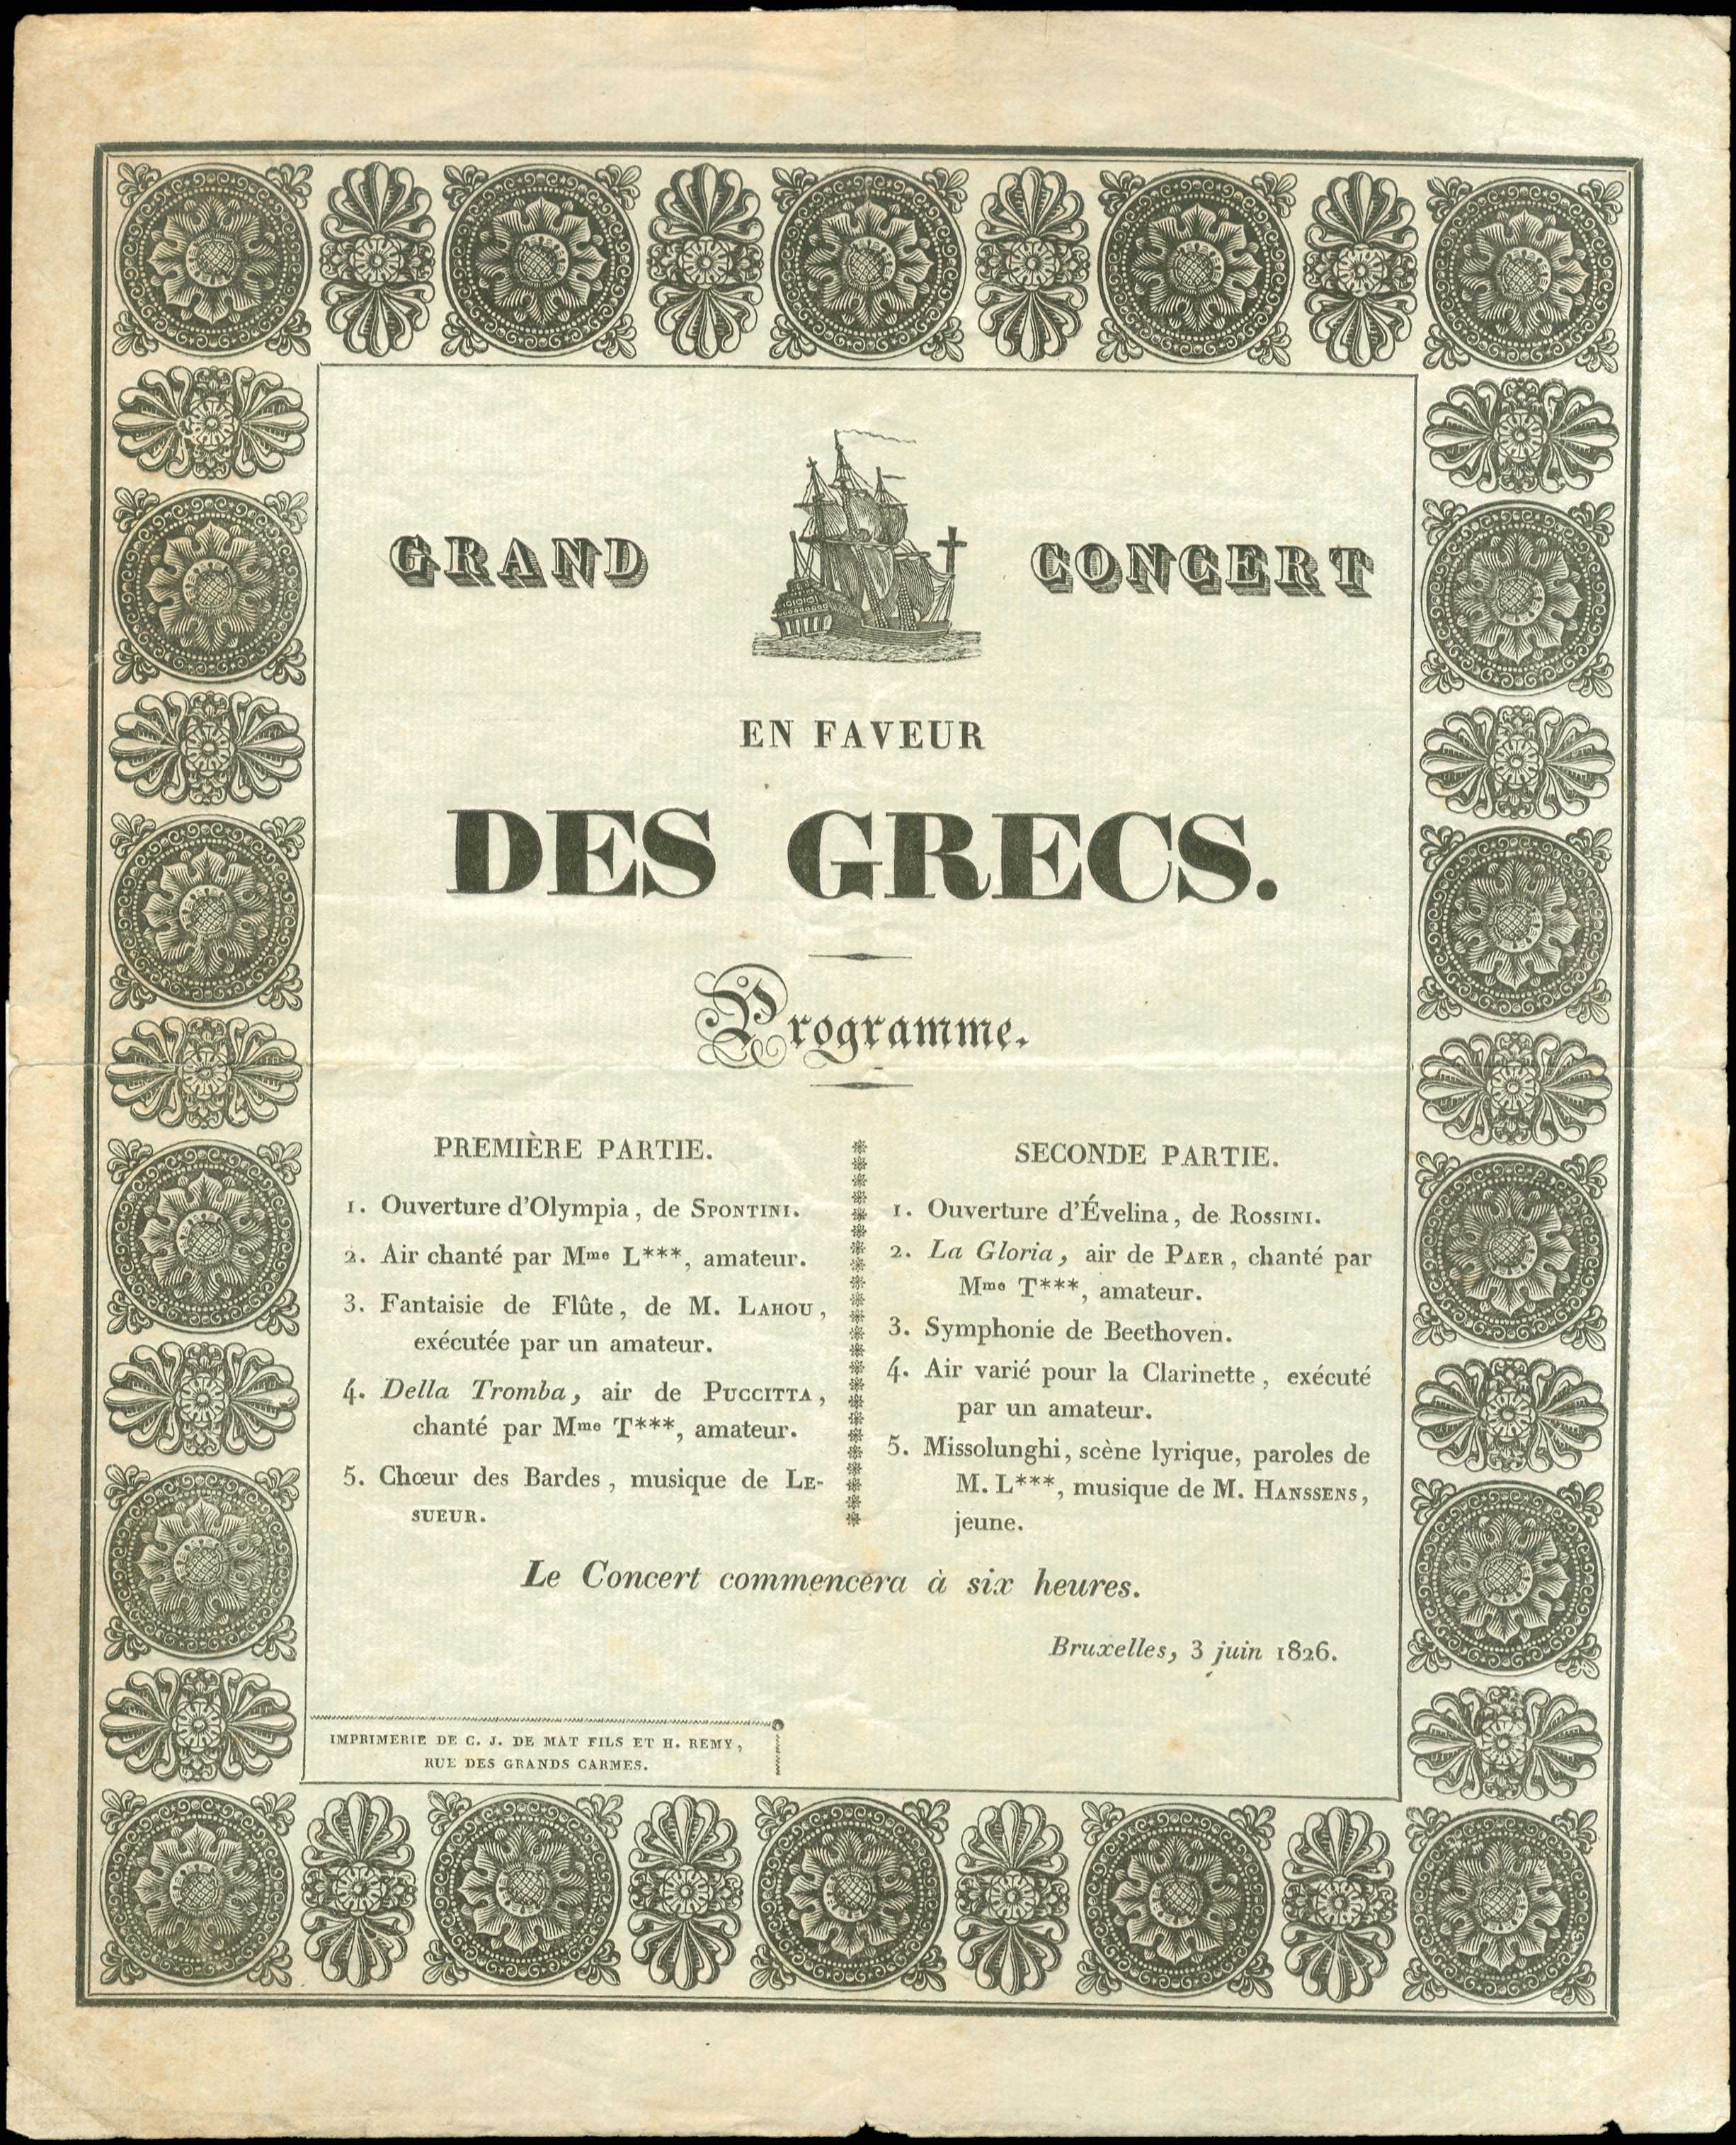 GRAND CONCERT
EN FAVEUR
DES GRECS.
Programme.
PREMIÈRE PARTIE.
1. Ouverture d'Olympia, de SPONTINI.
2. Air chanté par Mme L***, amateur.
3. Fantaisie de Flûte, de M. LAHOU,
exécutée par un amateur.
4. Della Tromba, air de PUCCITTA,
chanté par Mme T***, amateur.
5. Chœur des Bardes, musique de LE-
SUEUR.
SECONDE PARTIE.
1. Ouverture d'Évelina, de ROSSINI.
2. La Gloria, air de PAER, chanté par
Mme T***, amateur.
3. Symphonie de Beethoven.
4. Air varié pour la Clarinette, exécuté
par un amateur.
5. Missolunghi, scène lyrique, paroles de
M. L***, musique de M. HANSSENS,
jeune.
Le Concert commencera à six heures.
Bruxelles, 3 juin 1826.
IMPRIMERIE DE C. J. DE MAT FILS ET H. REMY,
RUE DES GRANDS CARMES.